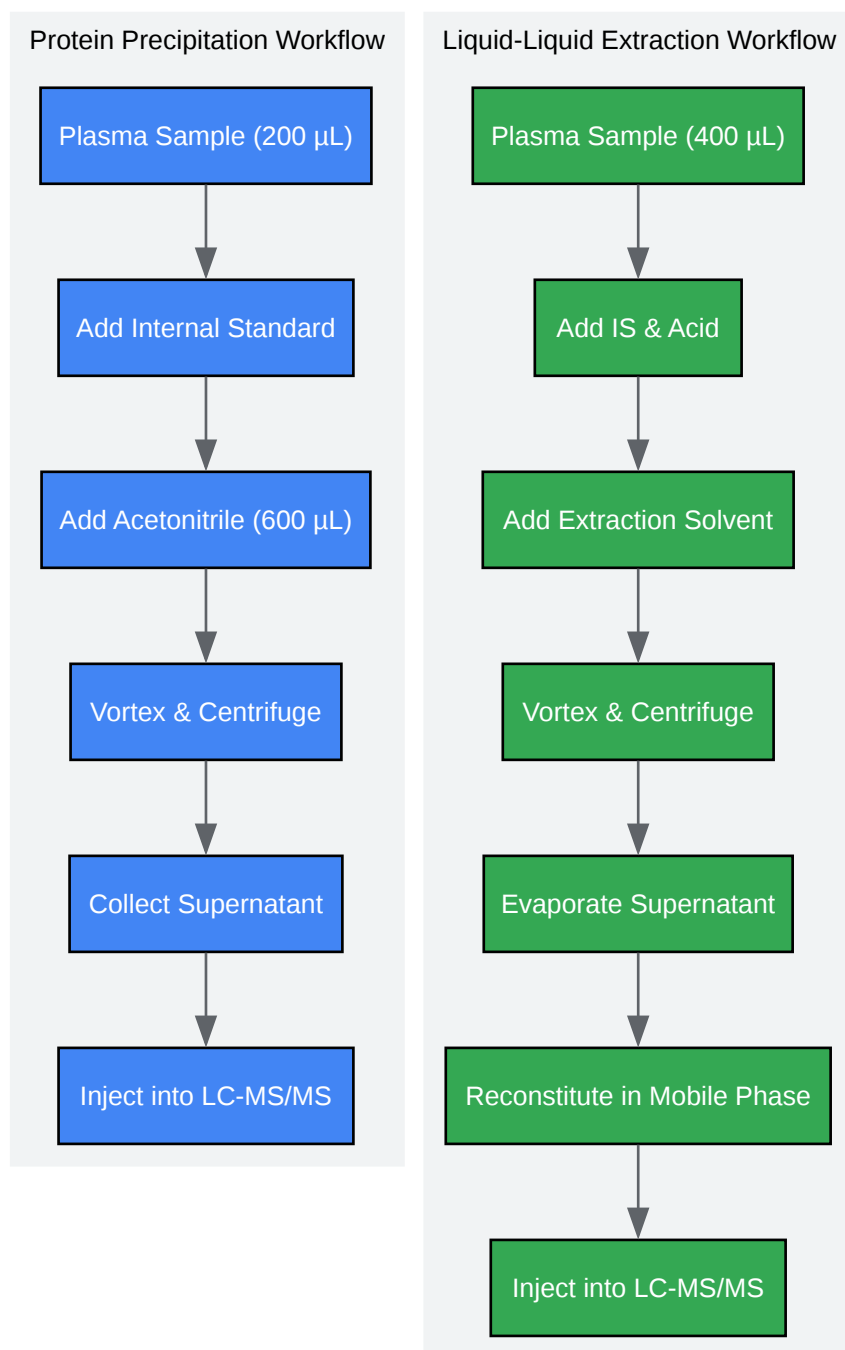 Protein Precipitation Workflow
Plasma Sample (200 µL)
Add Internal Standard
Add Acetonitrile (600 µL)
Vortex & Centrifuge
Collect Supernatant
Inject into LC-MS/MS
Liquid-Liquid Extraction Workflow
Plasma Sample (400 µL)
Add IS & Acid
Add Extraction Solvent
Vortex & Centrifuge
Evaporate Supernatant
Reconstitute in Mobile Phase
Inject into LC-MS/MS